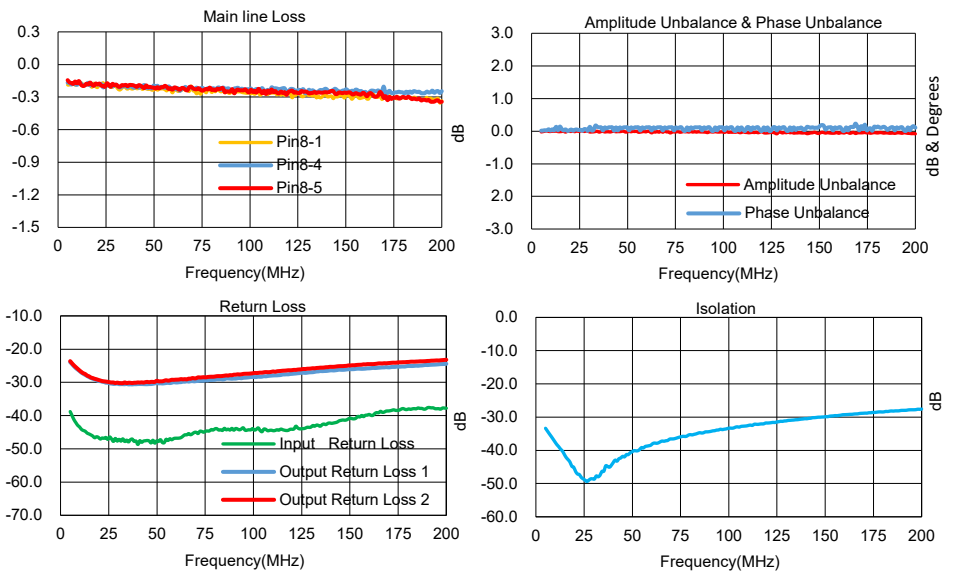 Main line Loss
0.3
0.0
-0.3
-0.6
-0.9
-1.2
-1.5
Pin8-1
Pin8-4
Pin8-5
dB
0 25 50 75 100 125 150 175 200
Frequency(MHz)
Amplitude Unbalance & Phase Unbalance
3.0
2.0
1.0
0.0
-1.0
2.0
-3.0
Amplitude Unbalance
Phase Unbalance
dB & Degrees
0 25 50 75 100 125 150 175 200
Frequency(MHz)
Return Loss
-10.0
-20.0
-30.0
-40.0
-50.0
-60.0
-70.0
Input Return Loss
Output Return Loss 1
Output Return Loss 2
dB
0 25 50 75 100 125 150 175 200
Frequency(MHz)
Isolation
0.0
-10.0
-20.0
-30.0
-40.0
-50.0
-60.0
dB
0 25 50 75 100 125 150 175 200
Frequency(MHz)